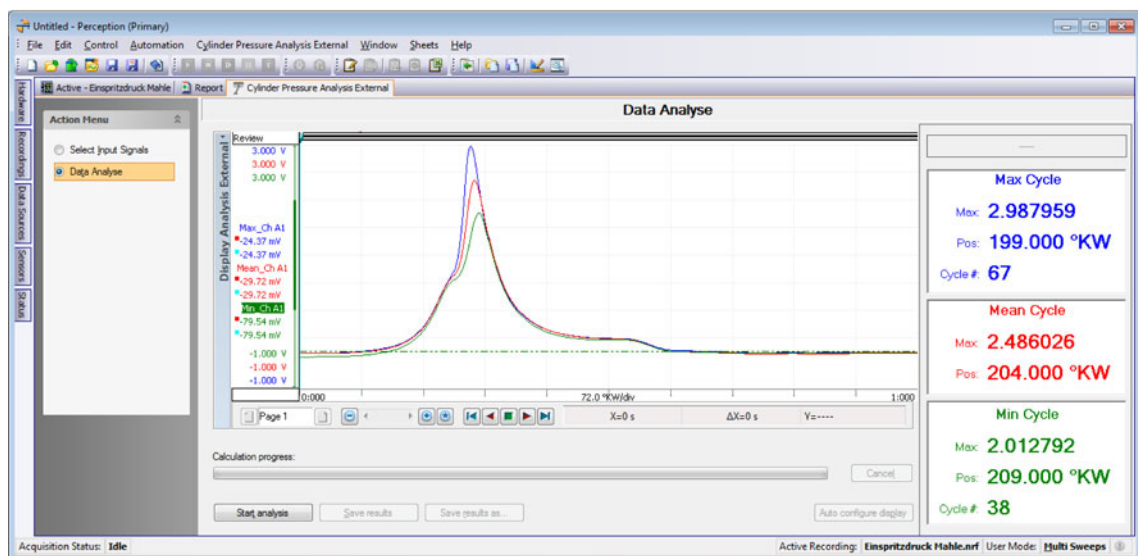 Untitled - Perception (Primary)
File Edit Control Automation Cylinder Pressure Analysis External Window Sheets Help
Active - Einspritzdruck Mahle Report Cylinder Pressure Analysis External
Hardware
Recordings
Data Sources
Sensors
Status
Action Menu
Select Input Signals
Data Analyse
Data Analyse
Display Analysis External
Review
3.000 V
3.000 V
3.000 V
Max_Ch A1
-24.37 mV
-24.37 mV
Mean_Ch A1
-29.72 mV
-29.72 mV
Min_Ch A1
-79.54 mV
-79.54 mV
-1.000 V
-1.000 V
-1.000 V
0:000 72.0 °KW/div 1:000
Page 1 X=0 s ΔX=0 s Y=----
Calculation progress:
Cancel
Start analysis Save results Save results as... Auto configure display
----
Max Cycle
Max: 2.987959
Pos: 199.000 °KW
Cycle #: 67
Mean Cycle
Max: 2.486026
Pos: 204.000 °KW
Min Cycle
Max: 2.012792
Pos: 209.000 °KW
Cycle #: 38
Acquisition Status: Idle Active Recording: Einspritzdruck Mahle.nrf User Mode: Multi Sweeps